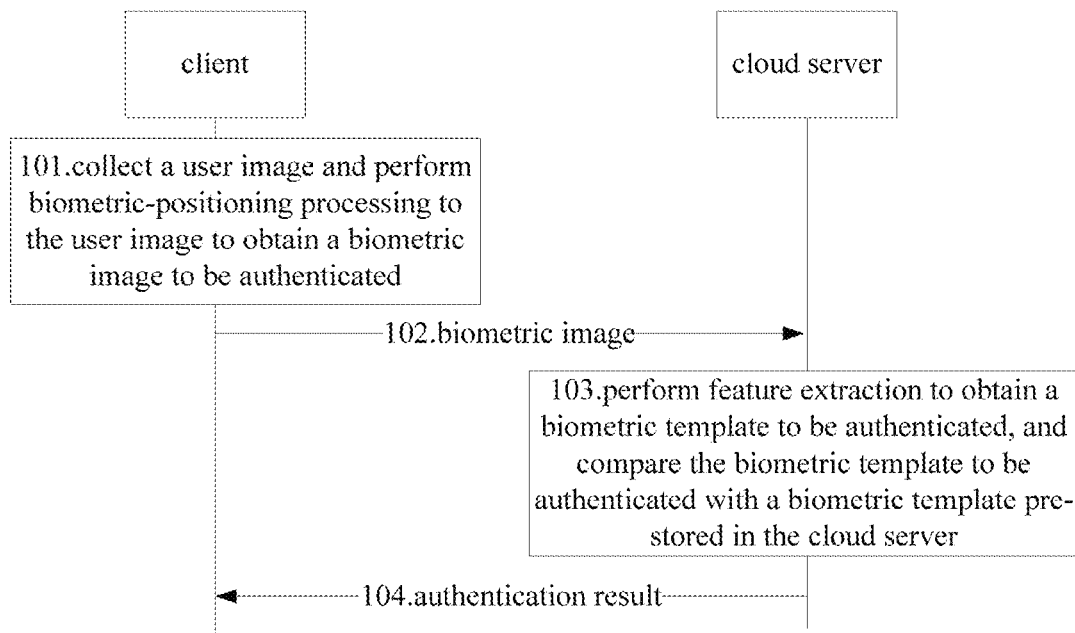 client
cloud server
101.collect a user image and perform
biometric-positioning processing to
the user image to obtain a biometric
image to be authenticated
102.biometric image
103.perform feature extraction to obtain a
biometric template to be authenticated, and
compare the biometric template to be
authenticated with a biometric template pre-
stored in the cloud server
104.authentication result